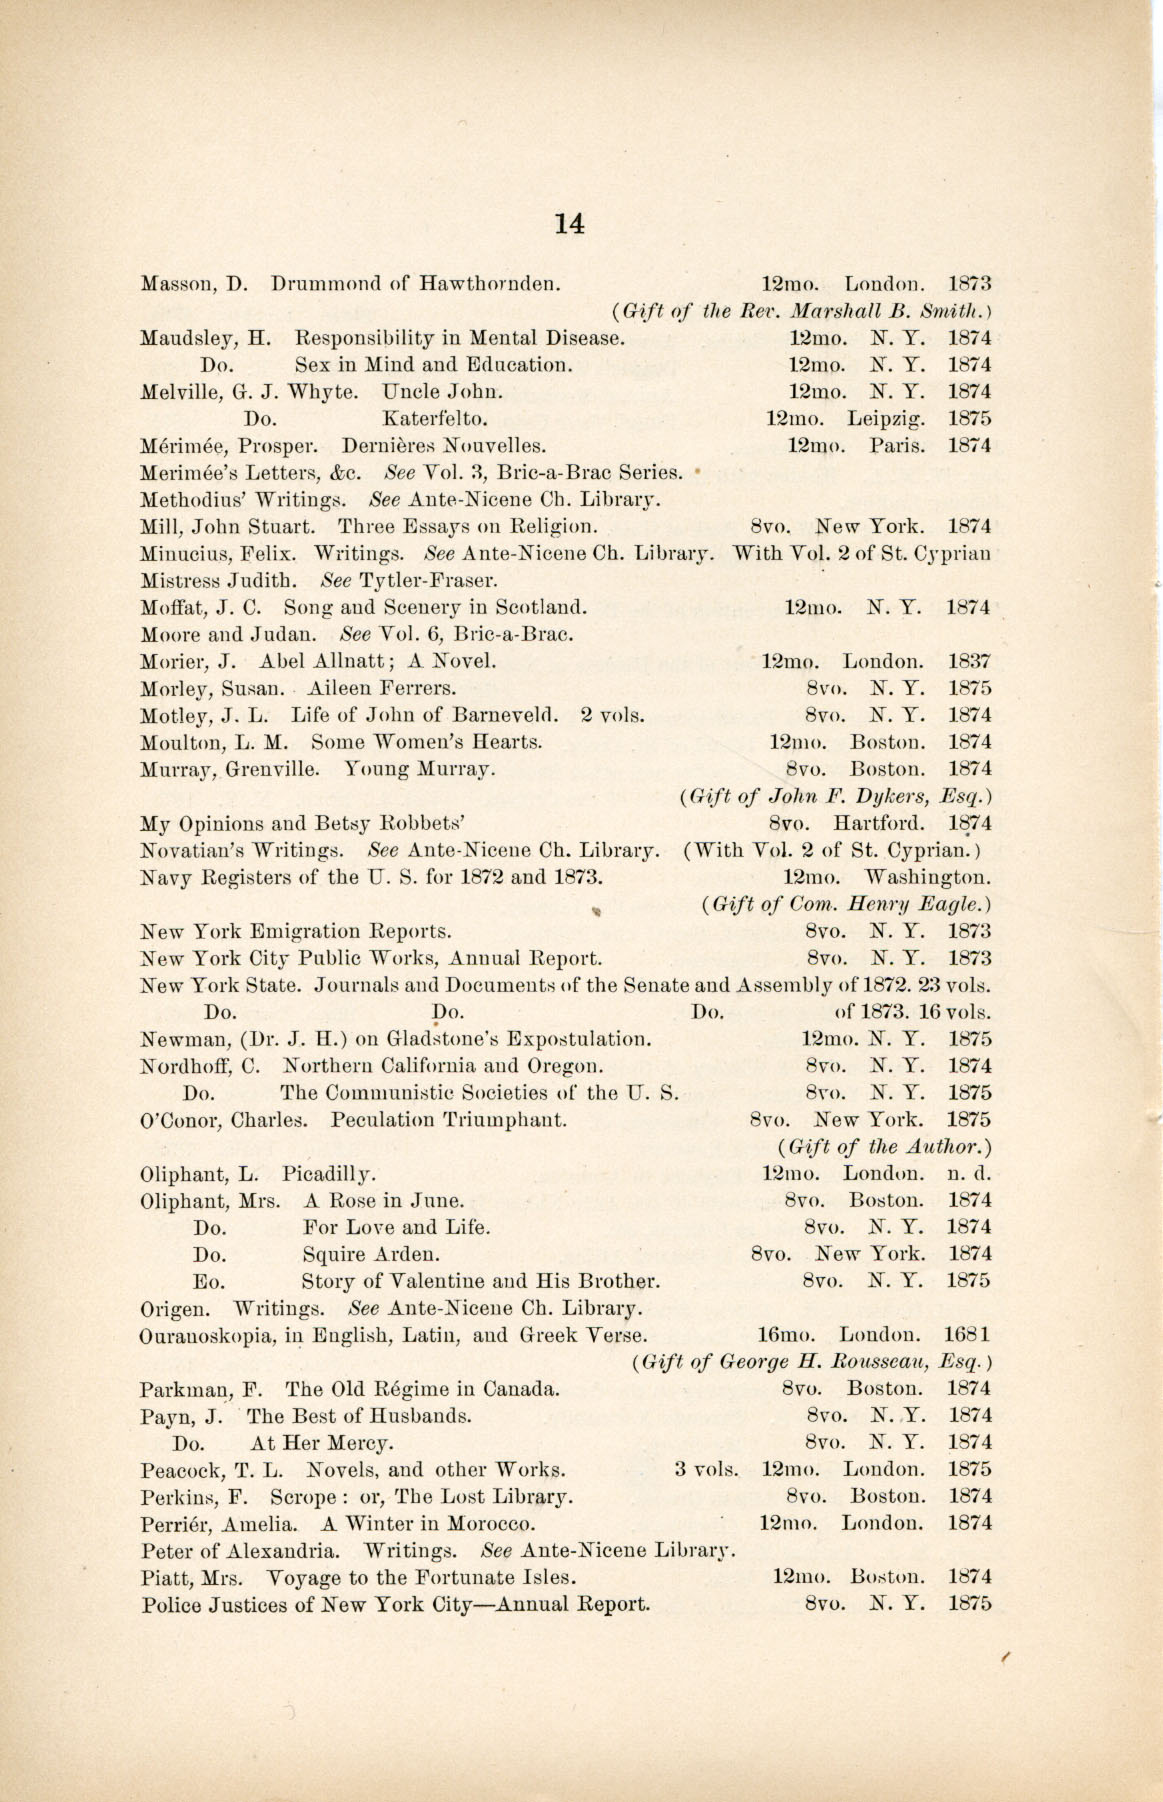 14
Masson, D. Drummond of Hawthornden. 12mo. London. 1873
(Gift of the Rev. Marshall B. Smith.)
Maudsley, H. Responsibility in Mental Disease. 12mo. N. Y. 1874
Do. Sex in Mind and Education. 12mo. N. Y. 1874
Melville, G. J. Whyte. Uncle John. 12mo. N. Y. 1874
Do. Katerfelto. 12mo. Leipzig. 1875
Mérimée, Prosper. Dernières Nouvelles. 12mo. Paris. 1874
Merimée's Letters, &c. See Vol. 3, Bric-a-Brac Series.
Methodius' Writings. See Ante-Nicene Ch. Library.
Mill, John Stuart. Three Essays on Religion. 8vo. New York. 1874
Minucius, Felix. Writings. See Ante-Nicene Ch. Library. With Vol. 2 of St. Cyprian
Mistress Judith. See Tytler-Fraser.
Moffat, J. C. Song and Scenery in Scotland. 12mo. N. Y. 1874
Moore and Judan. See Vol. 6, Bric-a-Brac.
Morier, J. Abel Allnatt; A Novel. 12mo. London. 1837
Morley, Susan. Aileen Ferrers. 8vo. N. Y. 1875
Motley, J. L. Life of John of Barneveld. 2 vols. 8vo. N. Y. 1874
Moulton, L. M. Some Women's Hearts. 12mo. Boston. 1874
Murray, Grenville. Young Murray. 8vo. Boston. 1874
(Gift of John F. Dykers, Esq.)
My Opinions and Betsy Robbets' 8vo. Hartford. 1874
Novatian's Writings. See Ante-Nicene Ch. Library. (With Vol. 2 of St. Cyprian.)
Navy Registers of the U. S. for 1872 and 1873. 12mo. Washington.
(Gift of Com. Henry Eagle.)
New York Emigration Reports. 8vo. N. Y. 1873
New York City Public Works, Annual Report. 8vo. N. Y. 1873
New York State. Journals and Documents of the Senate and Assembly of 1872. 23 vols.
Do. Do. Do. of 1873. 16 vols.
Newman, (Dr. J. H.) on Gladstone's Expostulation. 12mo. N. Y. 1875
Nordhoff, C. Northern California and Oregon. 8vo. N. Y. 1874
Do. The Communistic Societies of the U. S. 8vo. N. Y. 1875
O'Conor, Charles. Peculation Triumphant. 8vo. New York. 1875
(Gift of the Author.)
Oliphant, L. Picadilly. 12mo. London. n. d.
Oliphant, Mrs. A Rose in June. 8vo. Boston. 1874
Do. For Love and Life. 8vo. N. Y. 1874
Do. Squire Arden. 8vo. New York. 1874
Eo. Story of Valentine and His Brother. 8vo. N. Y. 1875
Origen. Writings. See Ante-Nicene Ch. Library.
Ouranoskopia, in English, Latin, and Greek Verse. 16mo. London. 1681
(Gift of George H. Rousseau, Esq.)
Parkman, F. The Old Régime in Canada. 8vo. Boston. 1874
Payn, J. The Best of Husbands. 8vo. N. Y. 1874
Do. At Her Mercy. 8vo. N. Y. 1874
Peacock, T. L. Novels, and other Works. 3 vols. 12mo. London. 1875
Perkins, F. Scrope: or, The Lost Library. 8vo. Boston. 1874
Perriér, Amelia. A Winter in Morocco. 12mo. London. 1874
Peter of Alexandria. Writings. See Ante-Nicene Library.
Piatt, Mrs. Voyage to the Fortunate Isles. 12mo. Boston. 1874
Police Justices of New York City—Annual Report. 8vo. N. Y. 1875